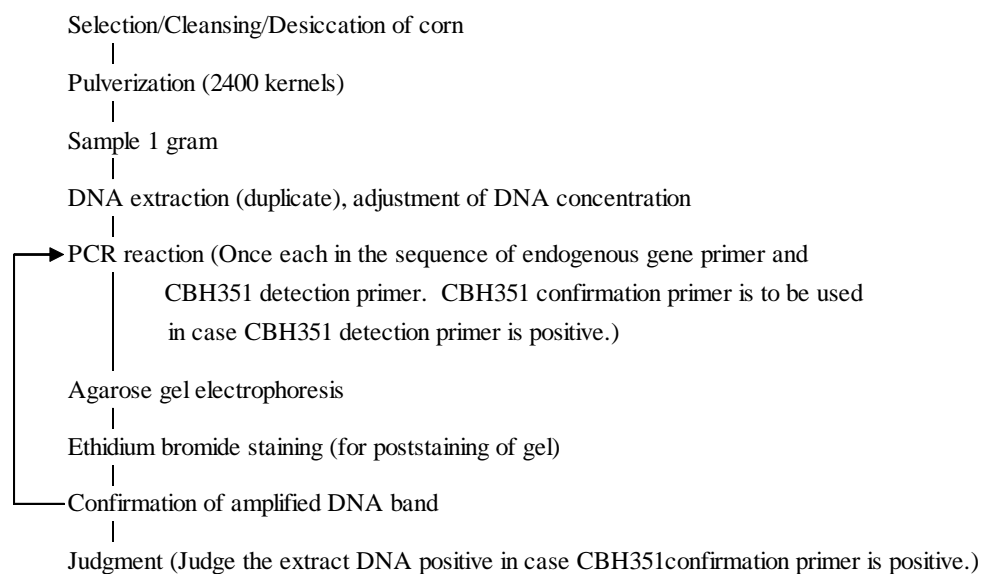 Selection/Cleansing/Desiccation of corn
Pulverization (2400 kernels)
Sample 1 gram
DNA extraction (duplicate), adjustment of DNA concentration
PCR reaction (Once each in the sequence of endogenous gene primer and
CBH351 detection primer.  CBH351 confirmation primer is to be used
in case CBH351 detection primer is positive.)
Agarose gel electrophoresis
Ethidium bromide staining (for poststaining of gel)
Confirmation of amplified DNA band
Judgment (Judge the extract DNA positive in case CBH351confirmation primer is positive.)